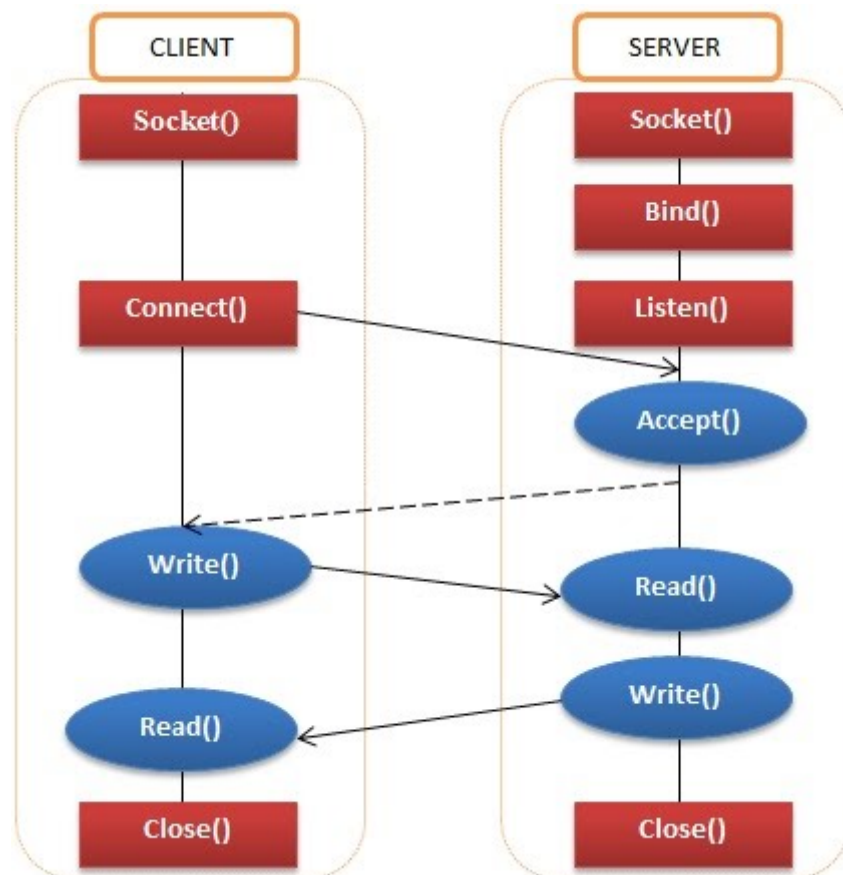 CLIENT
Socket()
Connect()
Write()
Read()
Close()
SERVER
Socket()
Bind()
Listen()
Accept()
Read()
Write()
Close()